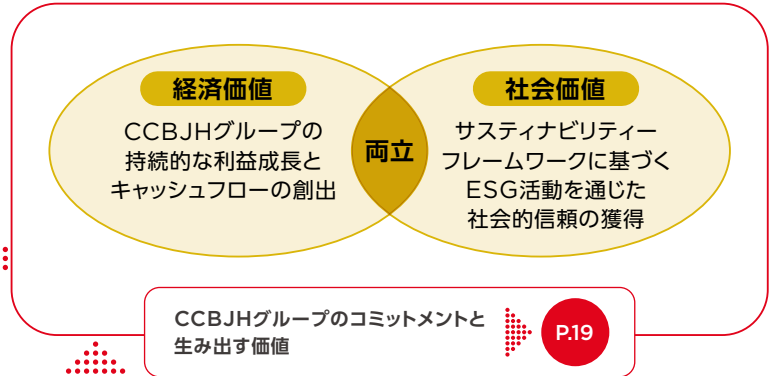 経済価値
CCBJHグループの
持続的な利益成長と
キャッシュフローの創出
両立
社会価値
サスティナビリティー
フレームワークに基づく
ESG活動を通じた
社会的信頼の獲得
CCBJHグループのコミットメントと
生み出す価値
P.19